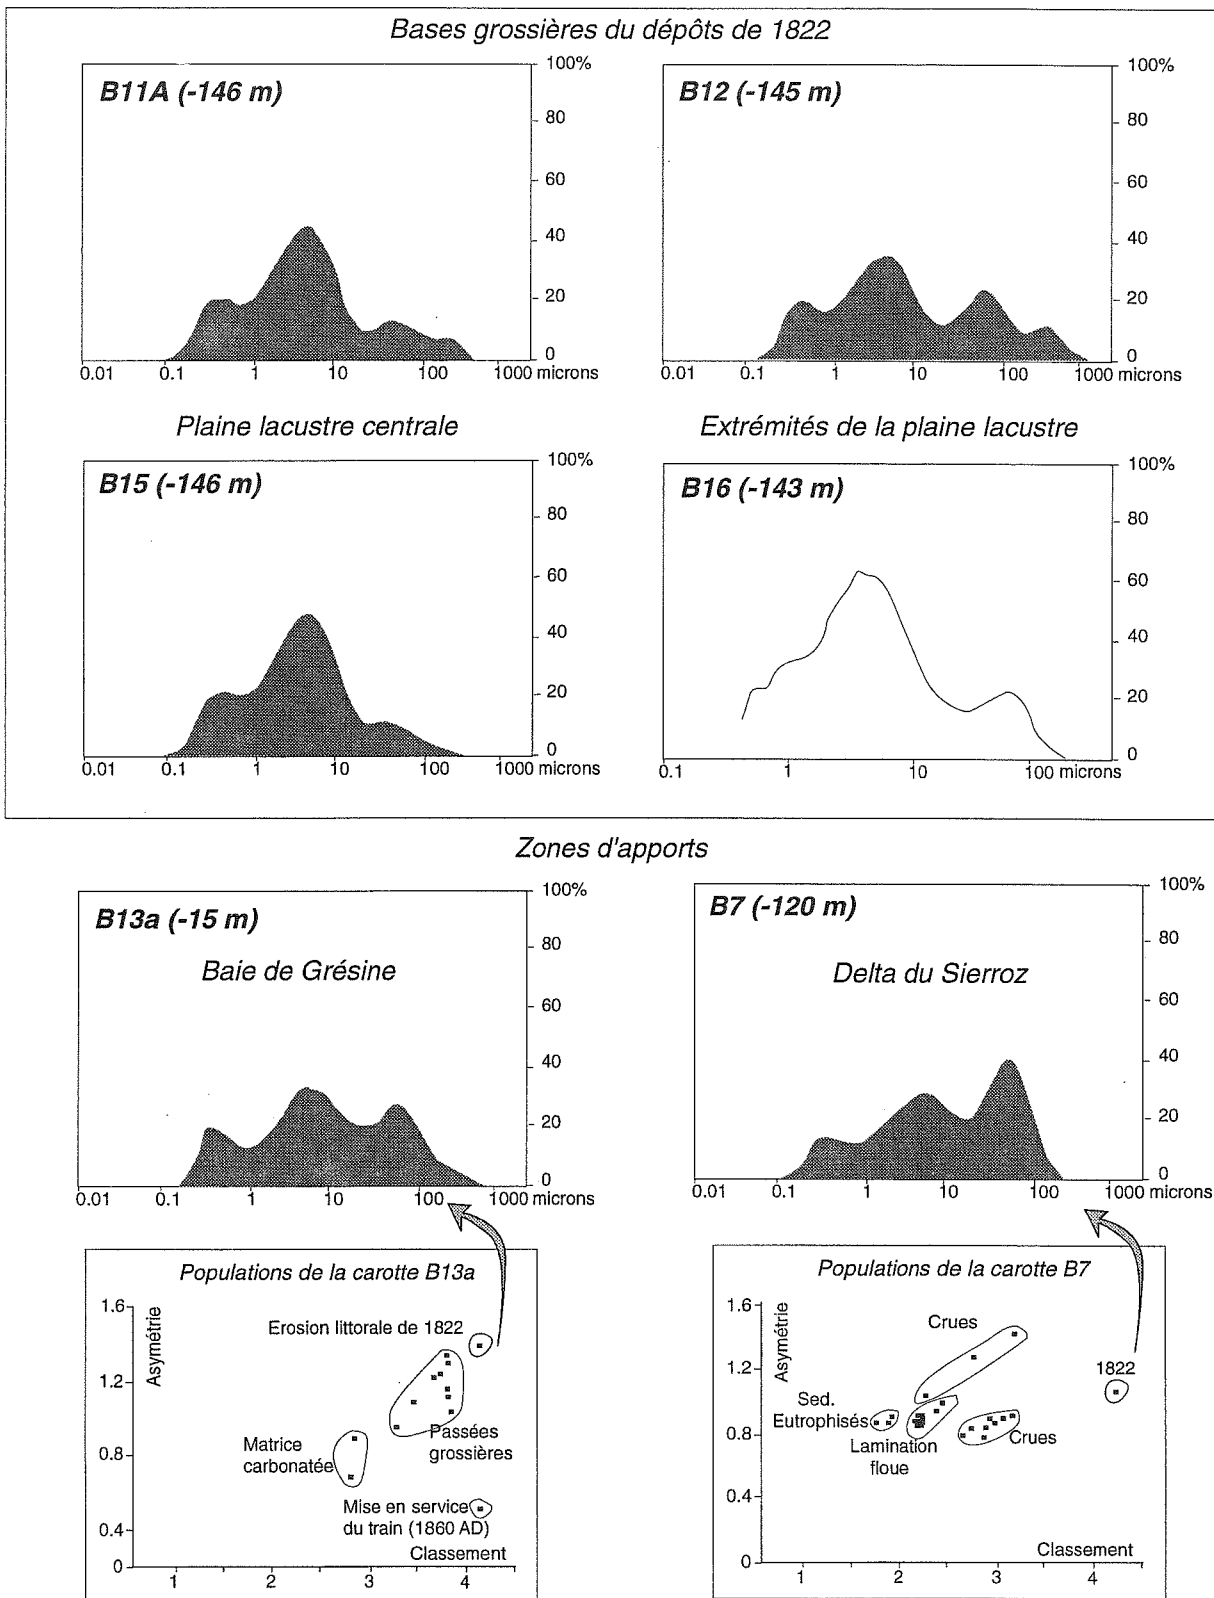 Bases grossières du dépôts de 1822
B11A (-146 m)
100%
80
60
40
20
0
0.01 0.1 1 10 100 1000 microns
B12 (-145 m)
100%
80
60
40
20
0
0.01 0.1 1 10 100 1000 microns
Plaine lacustre centrale
Extrémités de la plaine lacustre
B15 (-146 m)
100%
80
60
40
20
0
0.01 0.1 1 10 100 1000 microns
B16 (-143 m)
100%
80
60
40
20
0
0.1 1 10 100 microns
Zones d'apports
B13a (-15 m)
Baie de Grésine
100%
80
60
40
20
0
0.01 0.1 1 10 100 1000 microns
B7 (-120 m)
Delta du Sierroz
100%
80
60
40
20
0
0.01 0.1 1 10 100 1000 microns
Populations de la carotte B13a
Asymétrie
1.6
1.2
0.8
0.4
0
Erosion littorale de 1822
Passées
grossières
Matrice
carbonatée
Mise en service
du train (1860 AD)
Classement
1 2 3 4
Populations de la carotte B7
Asymétrie
1.6
1.2
0.8
0.4
0
Crues
1822
Sed.
Eutrophisés
Lamination
floue
Crues
Classement
1 2 3 4